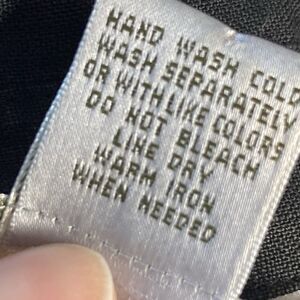 HAND WASH COLD
WASH SEPARATELY
OR WITH LIKE COLORS
DO NOT BLEACH
LINE DRY
WARM IRON
WHEN NEEDED